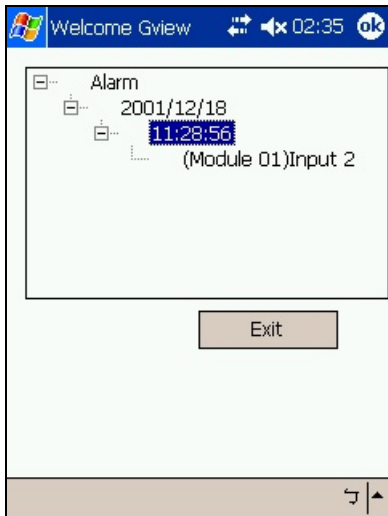 Welcome Gview 02:35 ok
Alarm
2001/12/18
11:28:56
(Module 01)Input 2
Exit